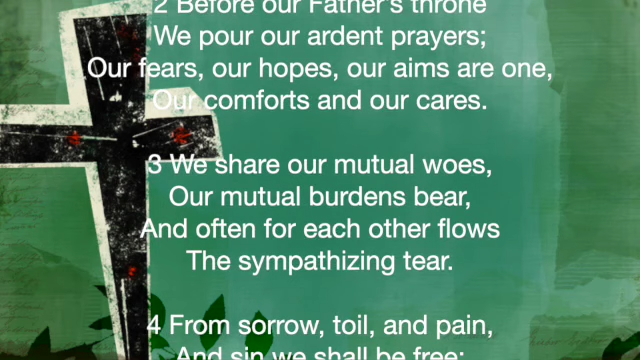 2 Before our Father's throne
We pour our ardent prayers;
Our fears, our hopes, our aims are one,
Our comforts and our cares.
3 We share our mutual woes,
Our mutual burdens bear,
And often for each other flows
The sympathizing tear.
4 From sorrow, toil, and pain,
And sin we shall be free;